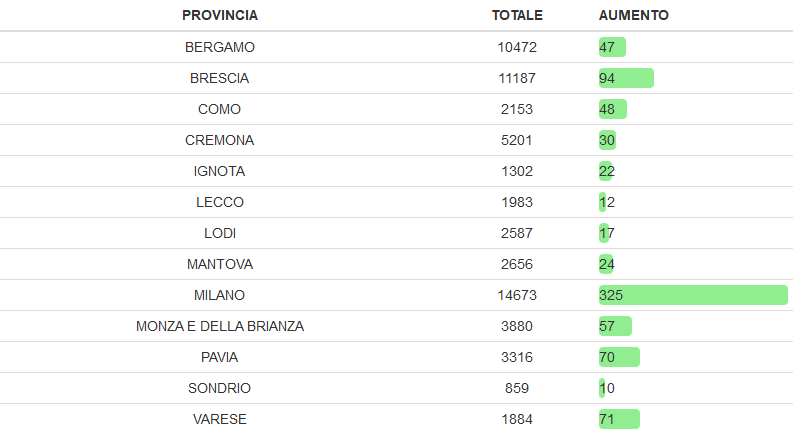 PROVINCIA TOTALE AUMENTO
BERGAMO 10472 47
BRESCIA 11187 94
COMO 2153 48
CREMONA 5201 30
IGNOTA 1302 22
LECCO 1983 12
LODI 2587 17
MANTOVA 2656 24
MILANO 14673 325
MONZA E DELLA BRIANZA 3880 57
PAVIA 3316 70
SONDRIO 859 10
VARESE 1884 71